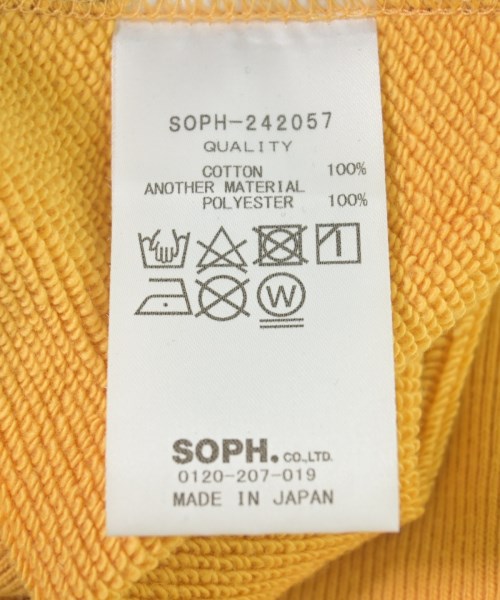 SOPH-242057
QUALITY
COTTON 100%
ANOTHER MATERIAL
POLYESTER 100%
W
SOPH. CO.,LTD.
0120-207-019
MADE IN JAPAN